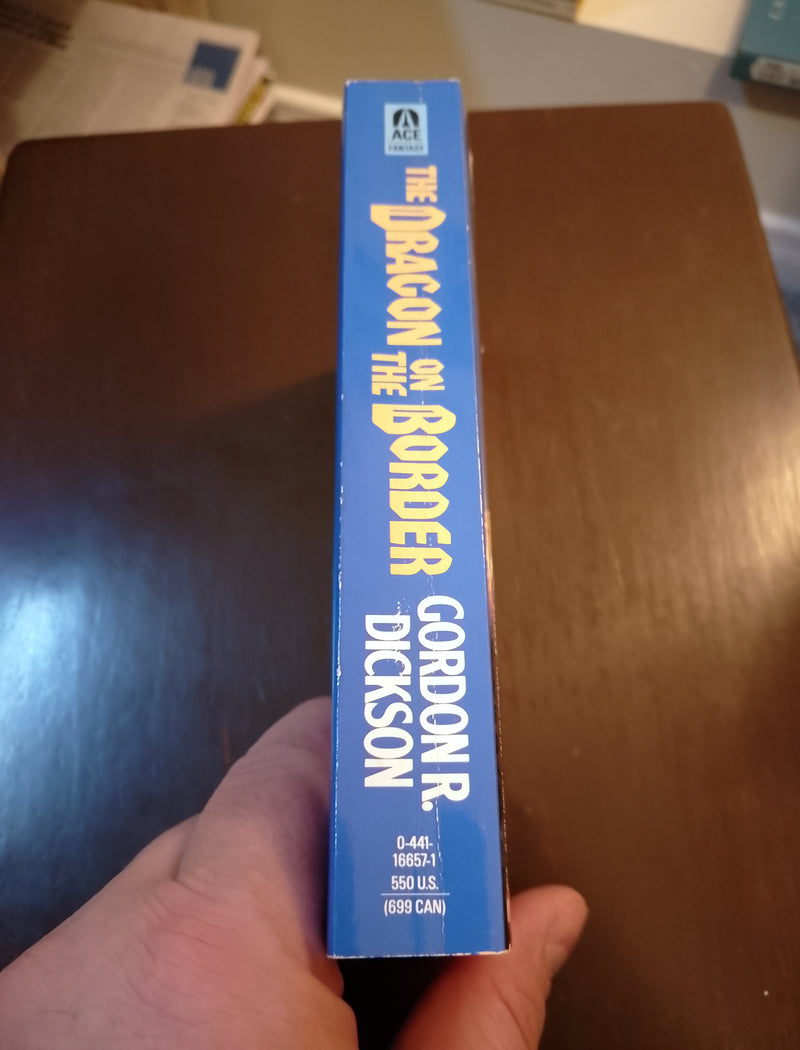 ACE
FANTASY
THE
DRAGON
ON
THE
BORDER
GORDON R.
DICKSON
0-441-
16657-1
550 U.S.
(699 CAN)